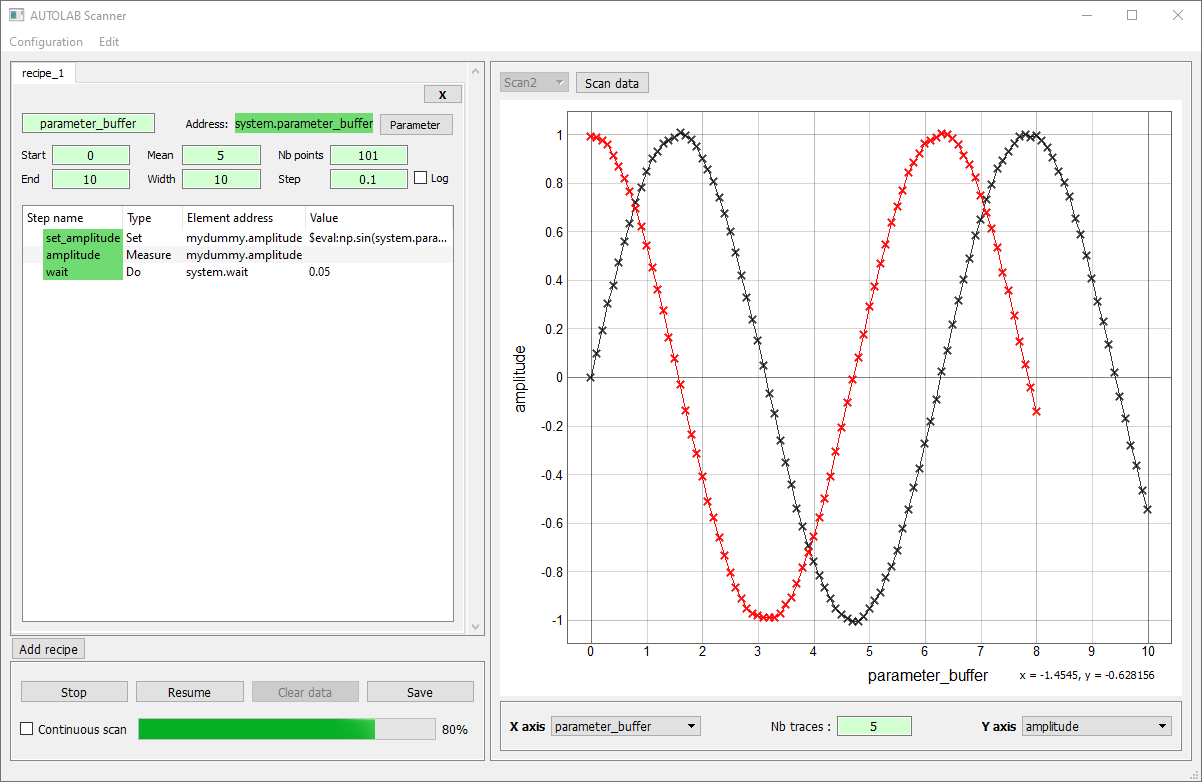 AUTOLAB Scanner
Configuration Edit
recipe_1
X
parameter_buffer Address: system.parameter_buffer Parameter
Start 0 Mean 5 Nb points 101
End 10 Width 10 Step 0.1 Log
Step name Type Element address Value
set_amplitude Set mydummy.amplitude $eval:np.sin(system.para...
amplitude Measure mydummy.amplitude
wait Do system.wait 0.05
Add recipe
Stop Resume Clear data Save
Continuous scan 80%
Scan2 Scan data
1
0.8
0.6
0.4
0.2
0
-0.2
-0.4
-0.6
-0.8
-1
amplitude
0 1 2 3 4 5 6 7 8 9 10
parameter_buffer x = -1.4545, y = -0.628156
X axis parameter_buffer Nb traces : 5 Y axis amplitude